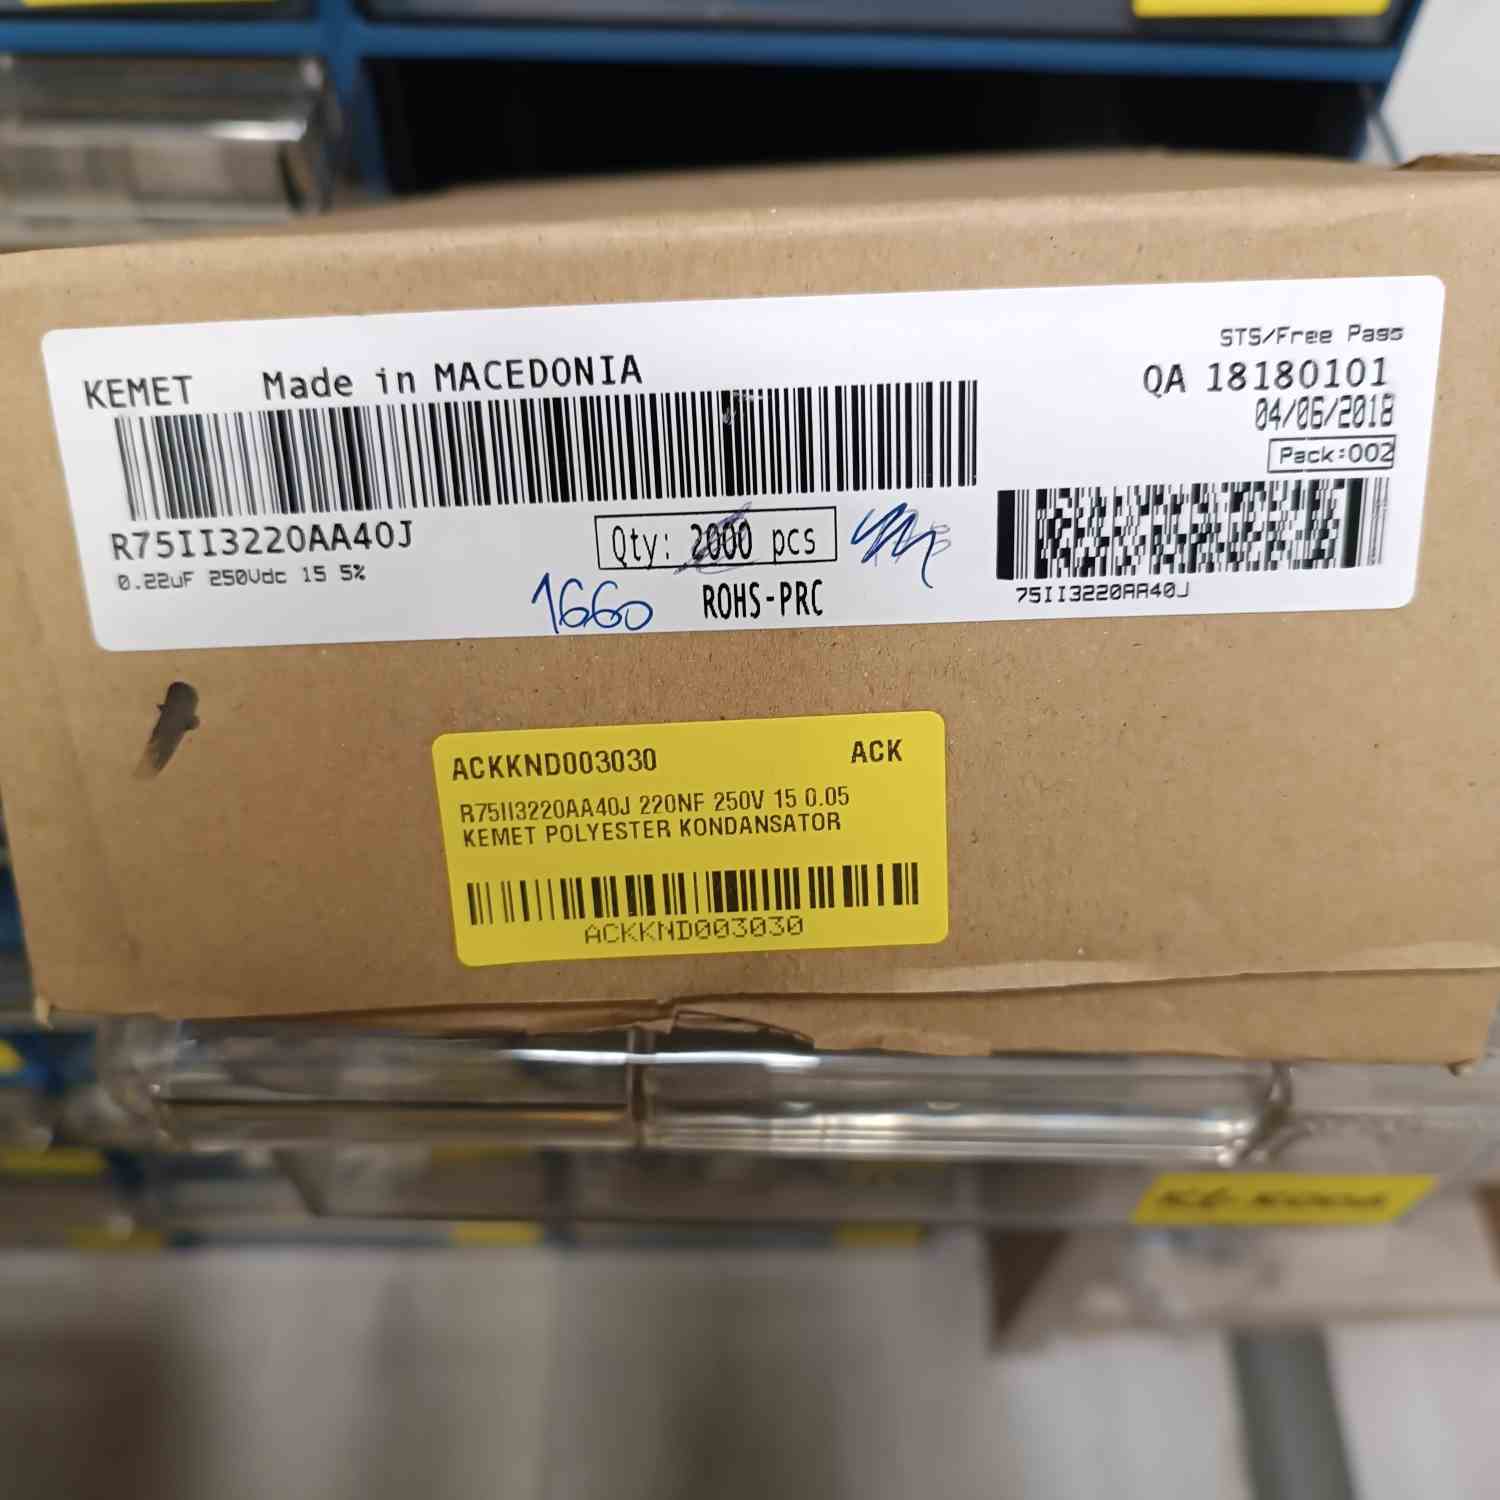 STS/Free Pass
KEMET Made in MACEDONIA
QA 18180101
04/06/2018
Pack:002
R75II3220AA40J
Qty: 2000 pcs
0.22uF 250Vdc 15 5%
1660
ROHS-PRC
75II3220AA40J
ACKKND003030 ACK
R75II3220AA40J 220NF 250V 15 0.05
KEMET POLYESTER KONDANSATOR
ACKKND003030